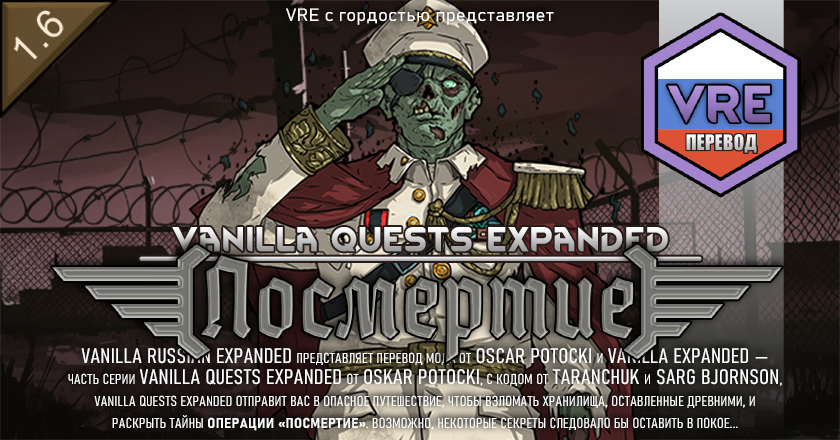 1.6
VRE с гордостью представляет
VRE
ПЕРЕВОД
VANILLA QUESTS EXPANDED
Посмертие
VANILLA RUSSIAN EXPANDED ПРЕДСТАВЛЯЕТ ПЕРЕВОД МОДА ОТ OSCAR POTOCKI И VANILLA EXPANDED —
ЧАСТЬ СЕРИИ VANILLA QUESTS EXPANDED ОТ OSKAR POTOCKI, С КОДОМ ОТ TARANCHUK И SARG BJORNSON,
VANILLA QUESTS EXPANDED ОТПРАВИТ ВАС В ОПАСНОЕ ПУТЕШЕСТВИЕ, ЧТОБЫ ВЗЛОМАТЬ ХРАНИЛИЩА, ОСТАВЛЕННЫЕ ДРЕВНИМИ, И
РАСКРЫТЬ ТАЙНЫ ОПЕРАЦИИ «ПОСМЕРТИЕ». ВОЗМОЖНО, НЕКОТОРЫЕ СЕКРЕТЫ СЛЕДОВАЛО БЫ ОСТАВИТЬ В ПОКОЕ...